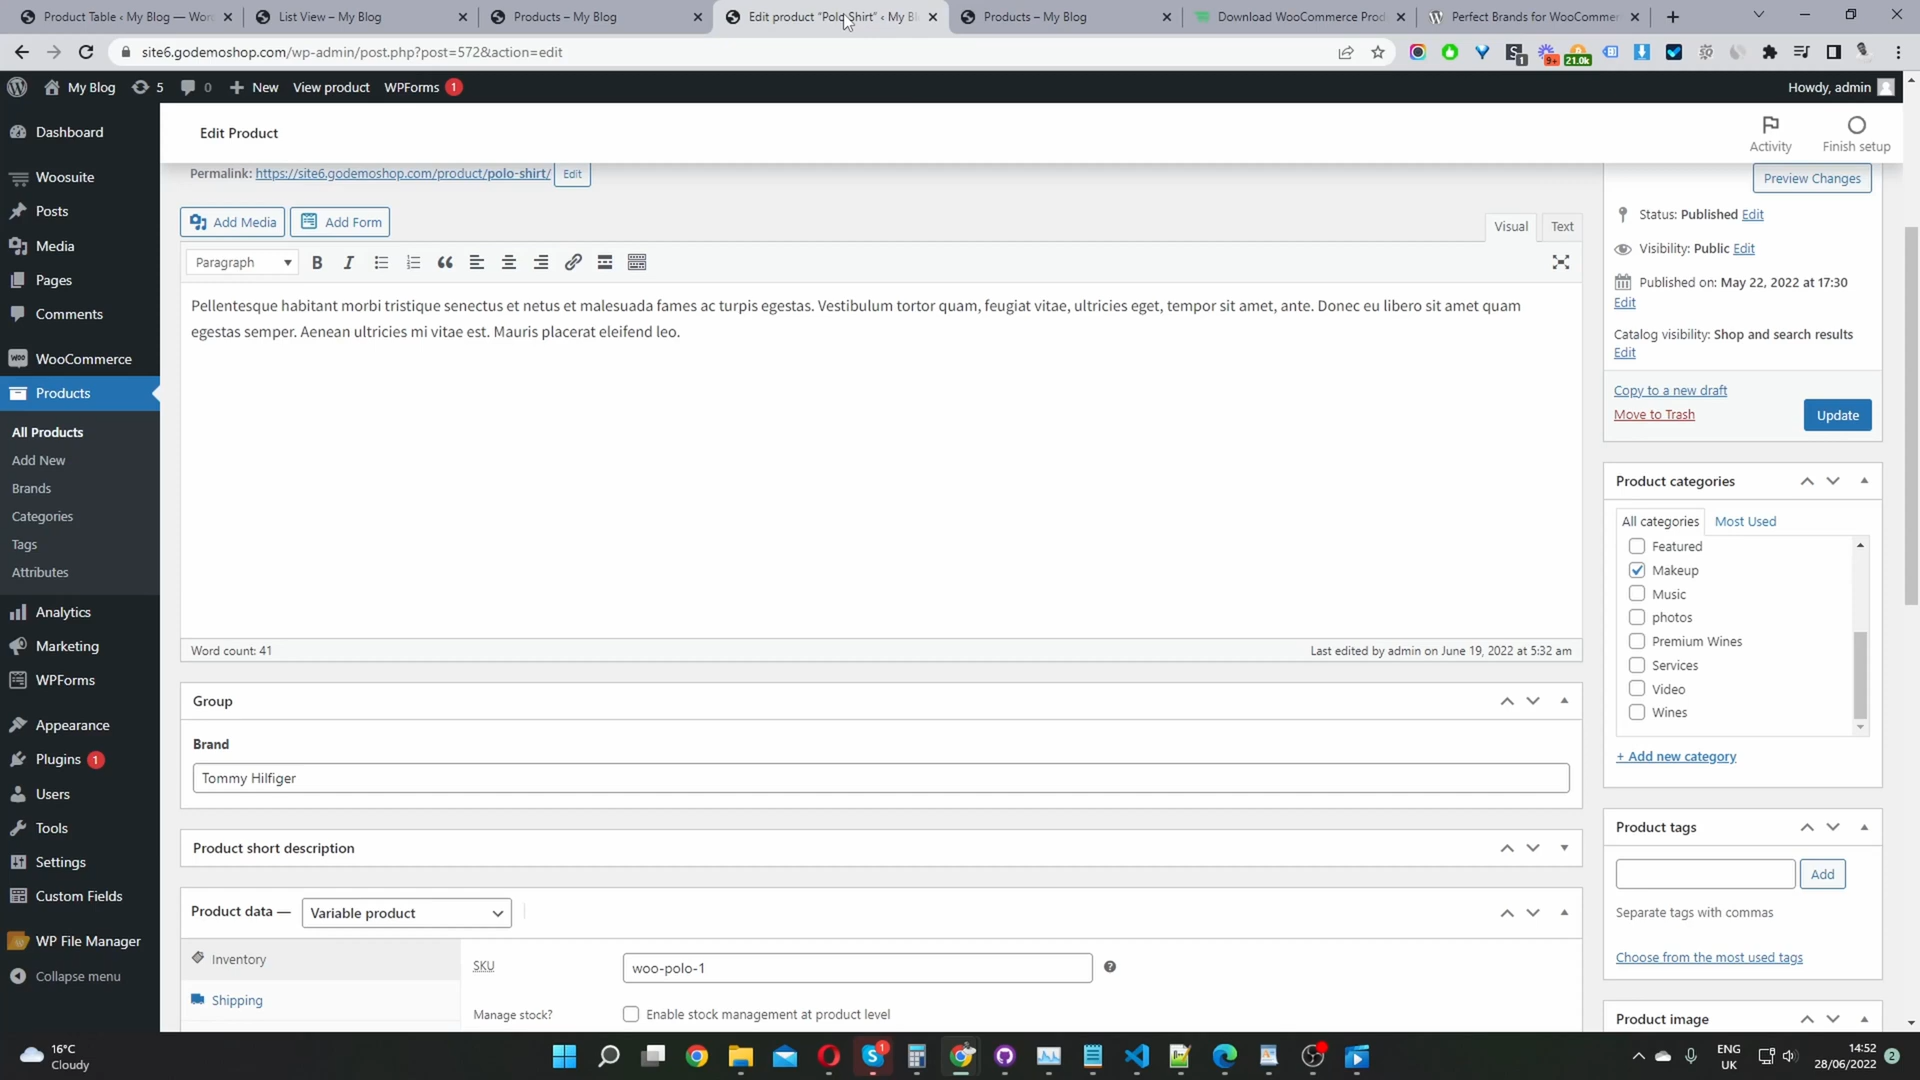 Product Table ‹ My Blog — Wor
List View – My Blog
Products – My Blog
Edit product “Polo Shirt” ‹ My Bl
Products – My Blog
Download WooCommerce Prod
Perfect Brands for WooCommer
site6.godemoshop.com/wp-admin/post.php?post=572&action=edit
1
9+
21.0k
My Blog
5
0
New
View product
WPForms
1
Howdy, admin
Edit Product
Activity
Finish setup
Dashboard
Woosuite
Posts
Media
Pages
Comments
WooCommerce
Products
All Products
Add New
Brands
Categories
Tags
Attributes
Analytics
Marketing
WPForms
Appearance
Plugins 1
Users
Tools
Settings
Custom Fields
WP File Manager
Collapse menu
Permalink: https://site6.godemoshop.com/product/polo-shirt/ Edit
Add Media
Add Form
Visual
Text
Paragraph
Pellentesque habitant morbi tristique senectus et netus et malesuada fames ac turpis egestas. Vestibulum tortor quam, feugiat vitae, ultricies eget, tempor sit amet, ante. Donec eu libero sit amet quam
egestas semper. Aenean ultricies mi vitae est. Mauris placerat eleifend leo.
Word count: 41
Last edited by admin on June 19, 2022 at 5:32 am
Group
Brand
Tommy Hilfiger
Product short description
Product data —
Variable product
Inventory
Shipping
SKU
woo-polo-1
Manage stock?
Enable stock management at product level
Preview Changes
Status: Published Edit
Visibility: Public Edit
Published on: May 22, 2022 at 17:30
Edit
Catalog visibility: Shop and search results
Edit
Copy to a new draft
Move to Trash
Update
Product categories
All categories
Most Used
Featured
Makeup
Music
photos
Premium Wines
Services
Video
Wines
+ Add new category
Product tags
Add
Separate tags with commas
Choose from the most used tags
Product image
16°C
Cloudy
1
ENG
UK
14:52
28/06/2022
2